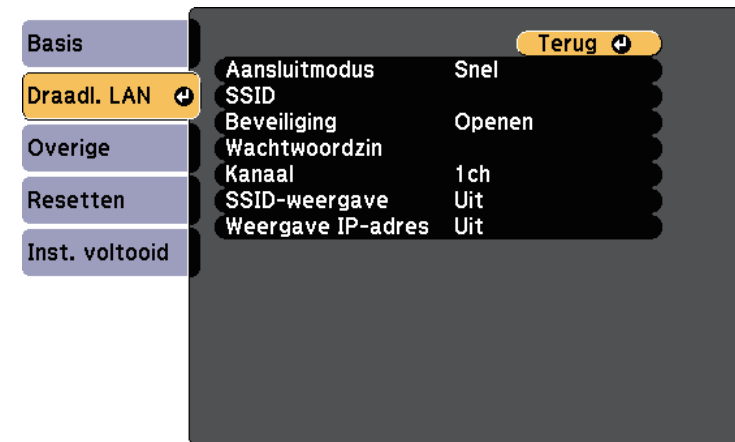 Basis
Draadl. LAN
Overige
Resetten
Inst. voltooid
Terug
Aansluitmodus Snel
SSID
Beveiliging Openen
Wachtwoordzin
Kanaal 1ch
SSID-weergave Uit
Weergave IP-adres Uit